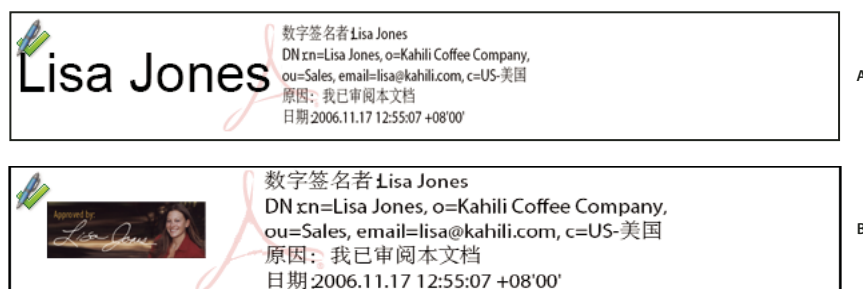 Lisa Jones
数字签名者:Lisa Jones
DN:cn=Lisa Jones, o=Kahili Coffee Company,
ou=Sales, email=lisa@kahili.com, c=US-美国
原因：我已审阅本文档
日期:2006.11.17 12:55:07 +08'00'
A
Approved by:
Lisa Jones
数字签名者:Lisa Jones
DN:cn=Lisa Jones, o=Kahili Coffee Company,
ou=Sales, email=lisa@kahili.com, c=US-美国
原因：我已审阅本文档
日期:2006.11.17 12:55:07 +08'00'
B